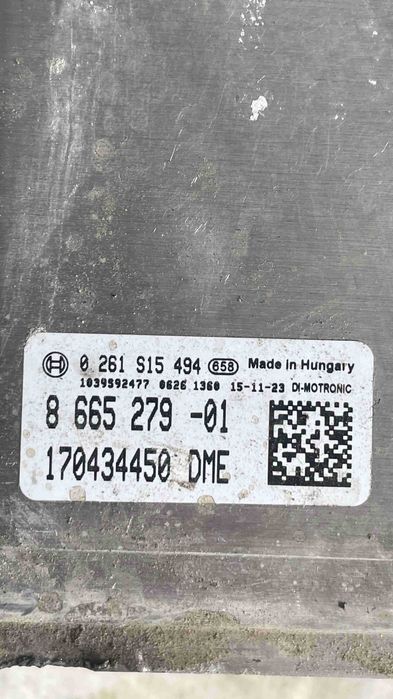 0 261 S15 494 658 Made in Hungary
1039S92477 0626 1360 15-11-23 DI-MOTRONIC
8 665 279 -01
170434450 DME